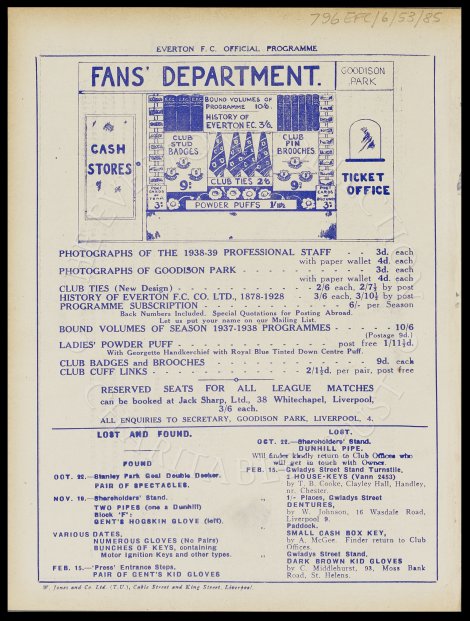 796 EFC/6/53/85
EVERTON F.C. OFFICIAL PROGRAMME
FANS' DEPARTMENT.
GOODISON
PARK
BOUND VOLUMES OF
PROGRAMME 10/6.
HISTORY OF
EVERTON F.C. 3/6.
CASH
STORES
CLUB
STUD
BADGES
9D:
CLUB TIES 2/6
CLUB
PIN
BROOCHES.
9D:
TICKET
OFFICE
3D:
POWDER PUFFS 1/11½
3D:
PHOTOGRAPHS OF THE 1938-39 PROFESSIONAL STAFF - 3d. each
with paper wallet 4d. each
PHOTOGRAPHS OF GOODISON PARK - - - - - 3d. each
with paper wallet 4d. each
CLUB TIES (New Design) - - - - 2/6 each, 2/7½ by post
HISTORY OF EVERTON F.C. CO. LTD., 1878-1928 - 3/6 each, 3/10½ by post
PROGRAMME SUBSCRIPTION - - - - - 6/- per Season
Back Numbers Included. Special Quotations for Posting Abroad.
Let us put your name on our Mailing List.
BOUND VOLUMES OF SEASON 1937-1938 PROGRAMMES - - 10/6
(Postage 9d.)
LADIES' POWDER PUFF - - - - - post free 1/11½d.
With Georgette Handkerchief with Royal Blue Tinted Down Centre Puff.
CLUB BADGES and BROOCHES - - - - - 9d. each
CLUB CUFF LINKS - - - - 2/1½d. per pair, post free
RESERVED SEATS FOR ALL LEAGUE MATCHES
can be booked at Jack Sharp, Ltd., 38 Whitechapel, Liverpool,
3/6 each.
ALL ENQUIRIES TO SECRETARY, GOODISON PARK, LIVERPOOL, 4.
LOST AND FOUND.
FOUND
OCT. 22.—Stanley Park Goal Double Decker.
PAIR OF SPECTACLES.
NOV. 19.—Shareholders' Stand.
TWO PIPES (one a Dunhill)
Block 'F':
GENT'S HOGSKIN GLOVE (left).
VARIOUS DATES,
NUMEROUS GLOVES (No Pairs)
BUNCHES OF KEYS, containing
Motor Ignition Keys and other types.
FEB. 15.—'Press' Entrance Steps.
PAIR OF GENT'S KID GLOVES
LOST.
OCT. 22.—Shareholders' Stand.
DUNHILL PIPE.
Will finder kindly return to Club Offices who
will get in touch with Owner.
FEB. 15.—Gwladys Street Stand Turnstile,
2 HOUSE-KEYS (Vann 2453)
by T. B. Cooke, Clayley Hall, Handley,
nr. Chester.
" 1/- Places, Gwladys Street
DENTURES,
by W. Johnson, 16 Wasdale Road,
Liverpool 9.
" Paddock.
SMALL CASH BOX KEY,
by A. McGee. Finder return to Club
Offices.
" Gwladys Street Stand,
DARK BROWN KID GLOVES
by C. Middlehurst, 93, Moss Bank
Road, St. Helens.
W. Jones and Co. Ltd. (T.U.), Cable Street and King Street, Liverpool.